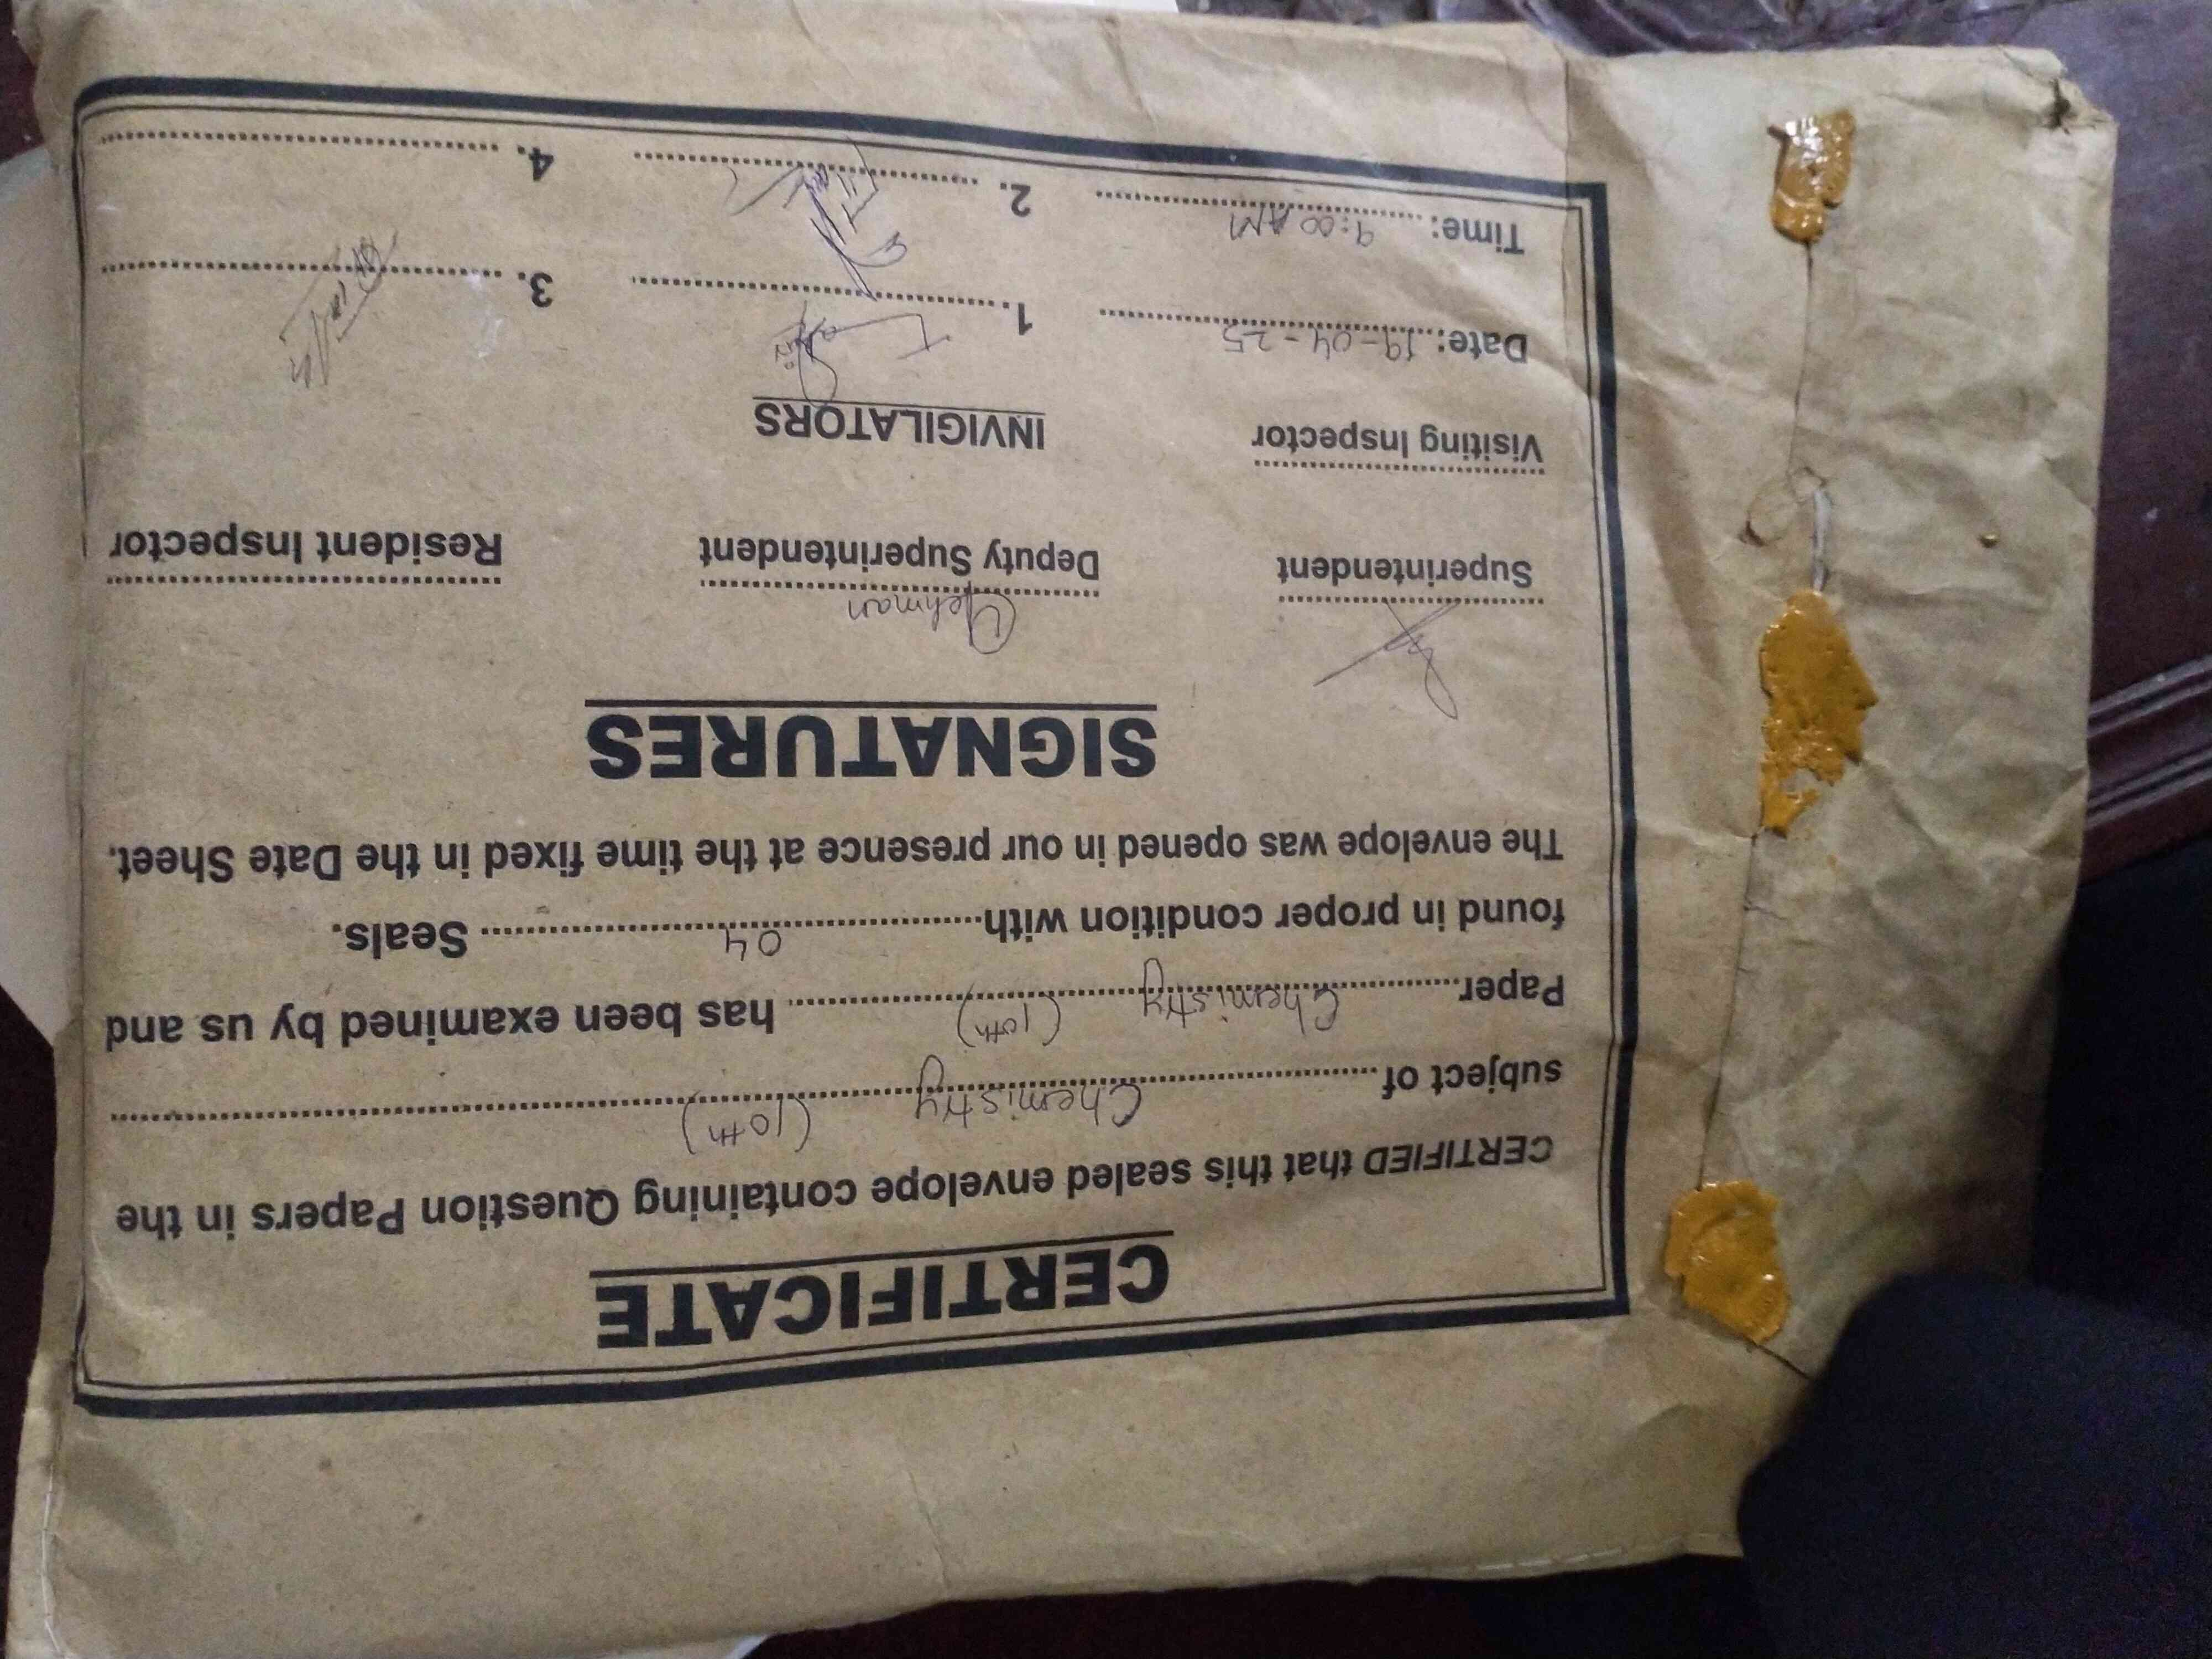 CERTIFICATE
CERTIFIED that this sealed envelope containing Question Papers in the
subject of Chemistry (10th)
Paper Chemistry (10th) has been examined by us and
found in proper condition with 04 Seals.
The envelope was opened in our presence at the time fixed in the Date Sheet.
SIGNATURES
Rehman
Superintendent Deputy Superintendent Resident Inspector
Visiting Inspector INVIGILATORS
Date: 19-04-25 1. 3.
Time: 9:00 AM 2. 4.